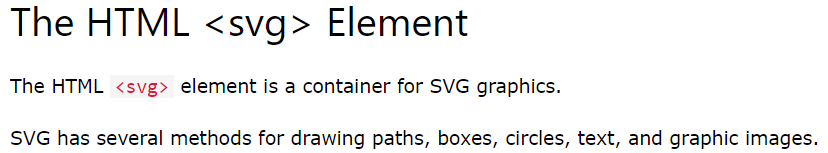 The HTML <svg> Element
The HTML <svg> element is a container for SVG graphics.
SVG has several methods for drawing paths, boxes, circles, text, and graphic images.